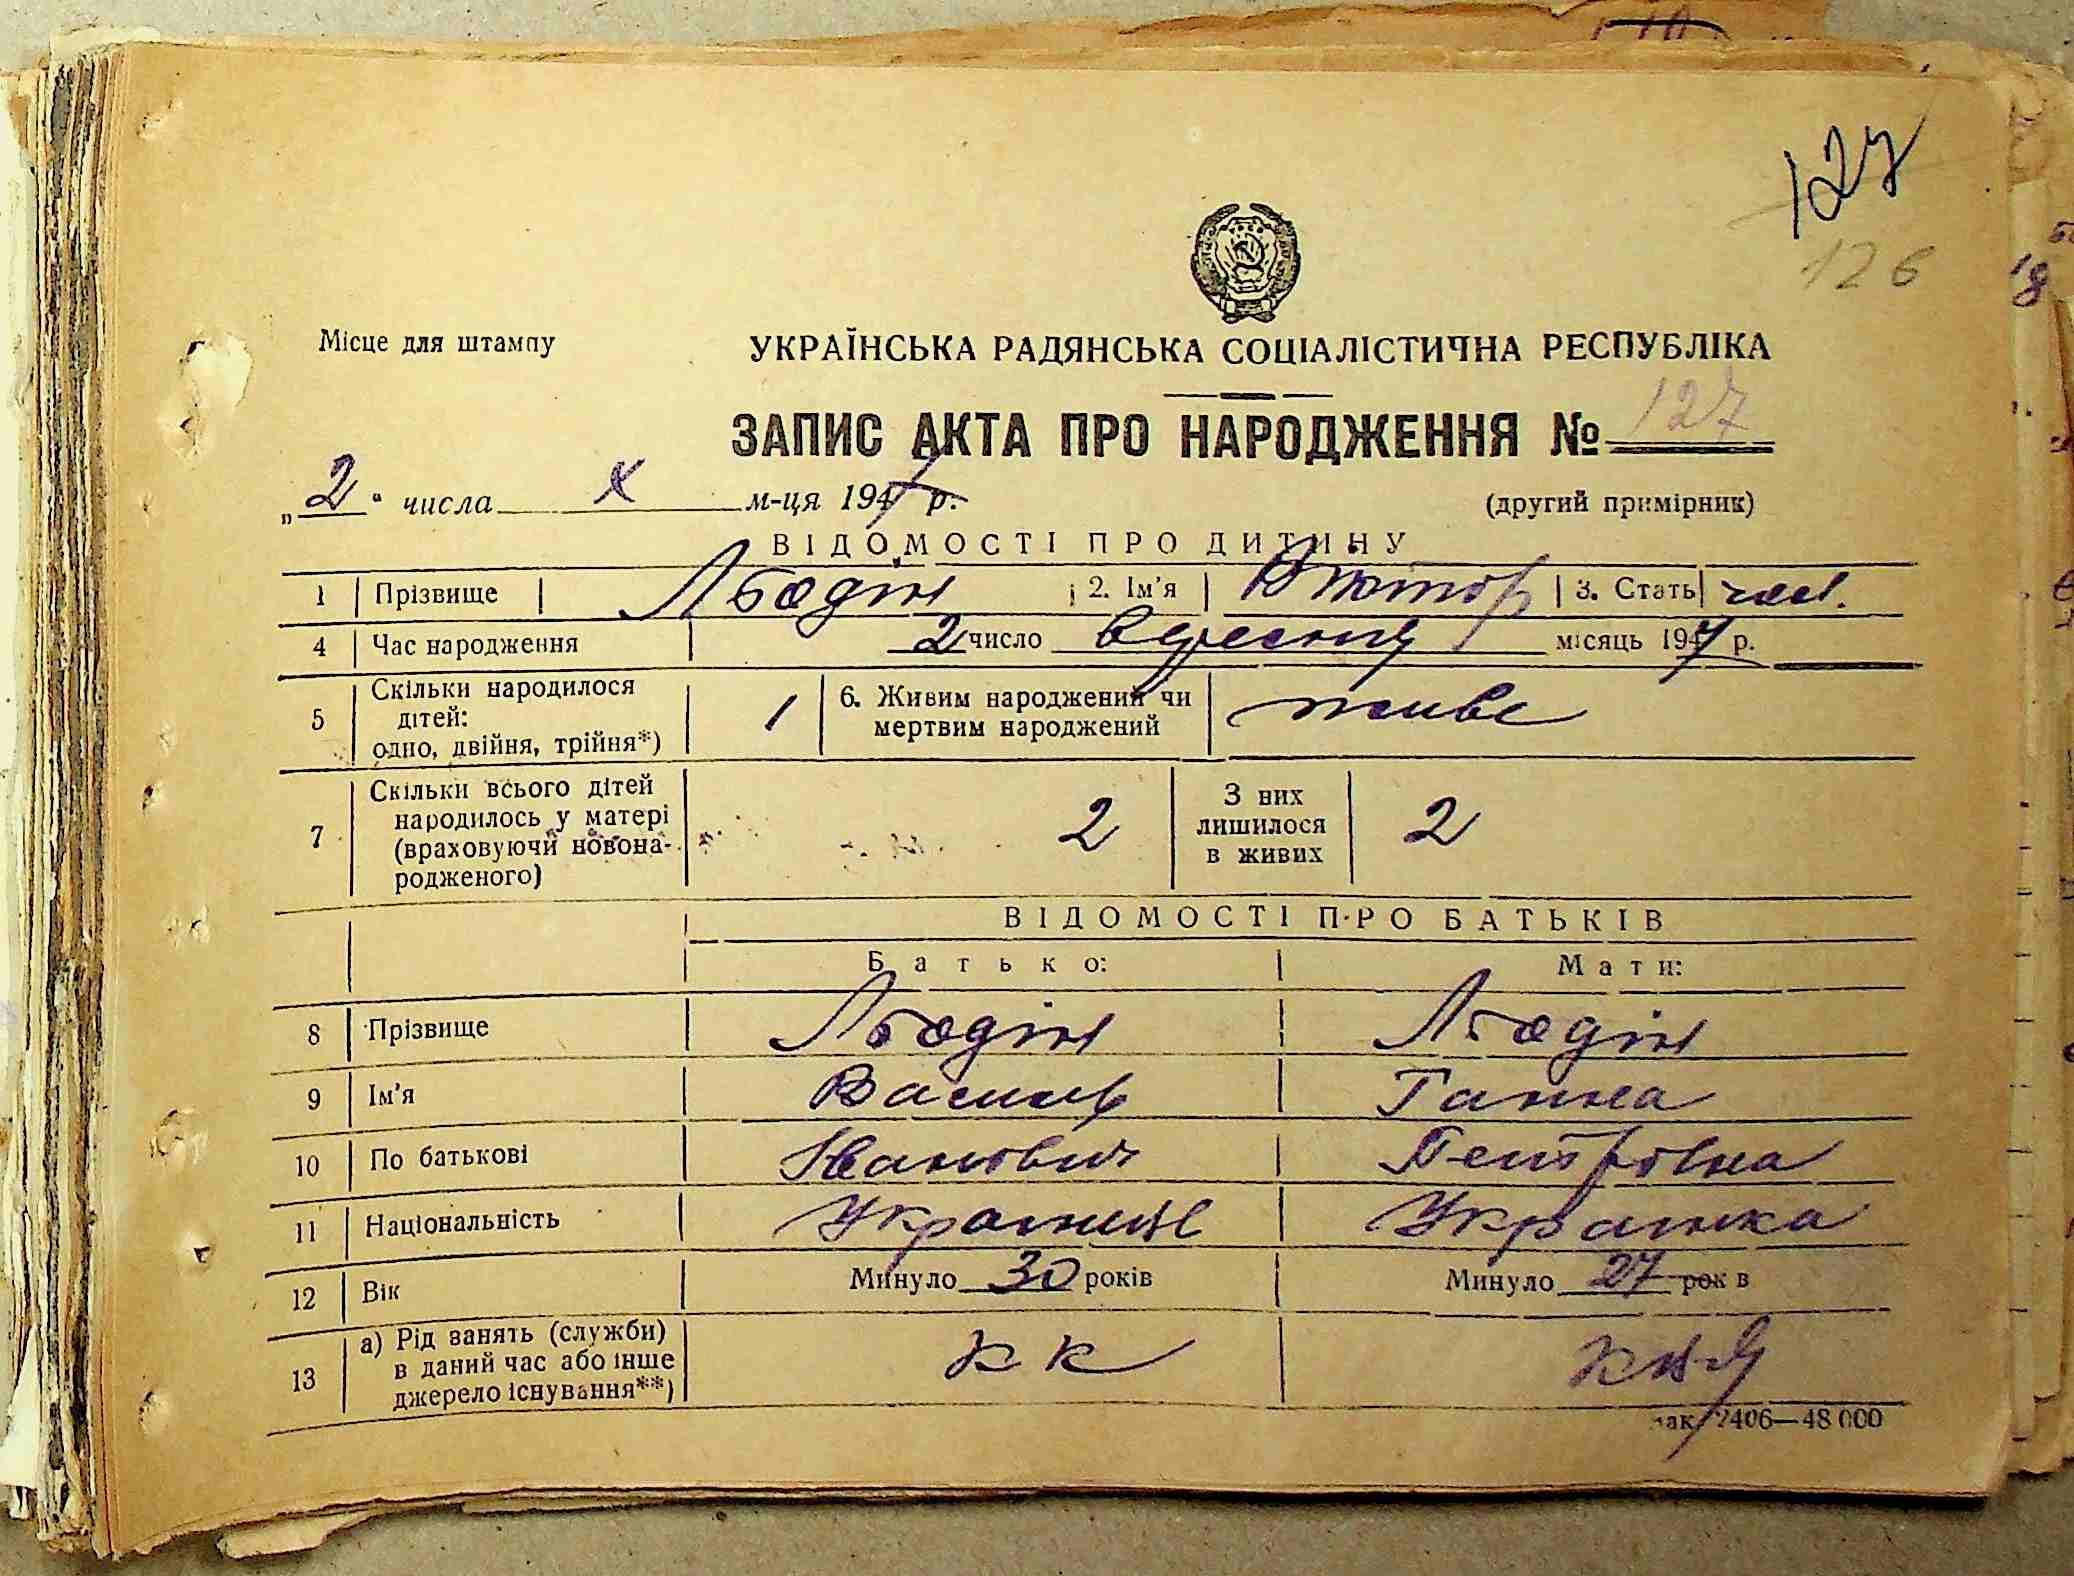 127
126
Місце для штампу
УКРАЇНСЬКА РАДЯНСЬКА СОЦІАЛІСТИЧНА РЕСПУБЛІКА
ЗАПИС АКТА ПРО НАРОДЖЕННЯ № 127
„2“ числа X м-ця 1947 р.
(другий примірник)
ВІДОМОСТІ ПРО ДИТИНУ
1 Прізвище 2. Ім'я Віктор 3. Стать чол.
4 Час народження 2 число вересня місяць 1947 р.
5 Скільки народилося дітей: одно, двійня, трійня*) 1 6. Живим народжений чи мертвим народжений живе
7 Скільки всього дітей народилось у матері (враховуючи новонародженого) 2 З них лишилося в живих 2
ВІДОМОСТІ ПРО БАТЬКІВ
Батько: Мати:
8 Прізвище
9 Ім'я Василь Ганна
10 По батькові Іванович Петровна
11 Національність Українец Українка
12 Вік Минуло 30 років Минуло 27 рок в
13 а) Рід занять (служби) в даний час або інше джерело існування**) кк
зак. 2406—48 000